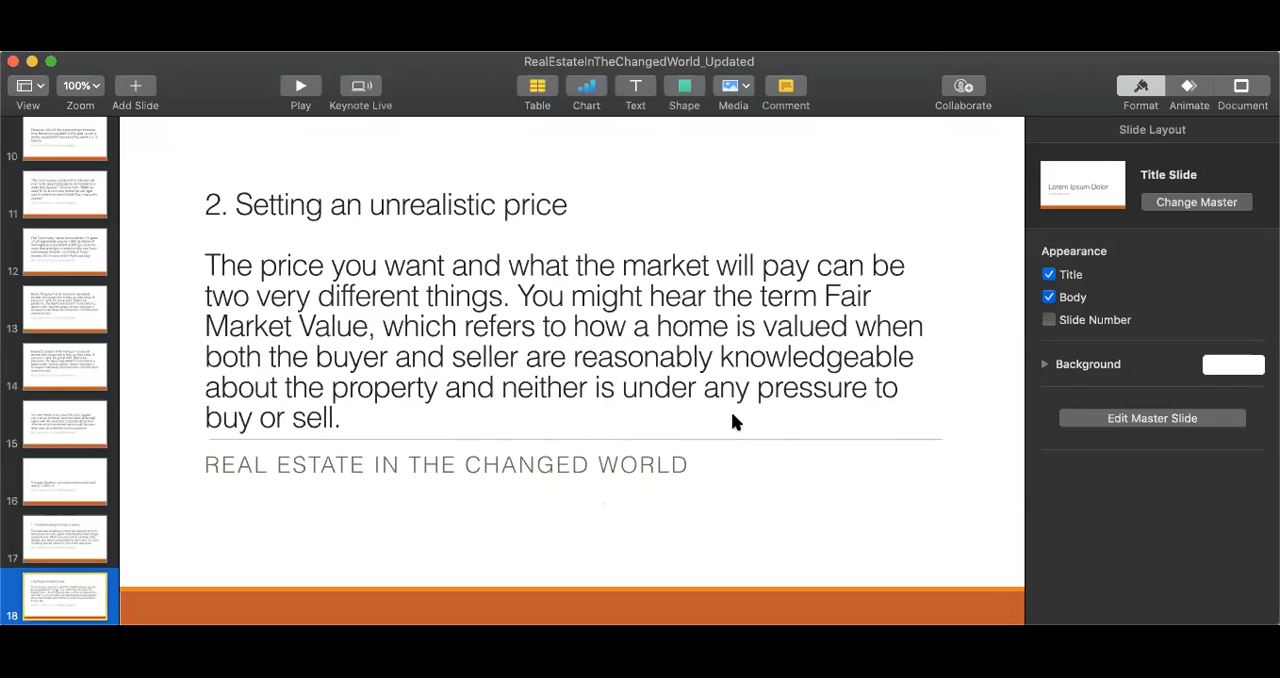 RealEstateInTheChangedWorld_Updated
100%
View Zoom Add Slide Play Keynote Live Table Chart Text Shape Media Comment Collaborate Format Animate Document
Slide Layout
Lorem Ipsum Dolor
Title Slide
Change Master
Appearance
Title
Body
Slide Number
Background
Edit Master Slide
10
11
12
13
14
15
16
17
18
2. Setting an unrealistic price
The price you want and what the market will pay can be
two very different things. You might hear the term Fair
Market Value, which refers to how a home is valued when
both the buyer and seller are reasonably knowledgeable
about the property and neither is under any pressure to
buy or sell.
REAL ESTATE IN THE CHANGED WORLD